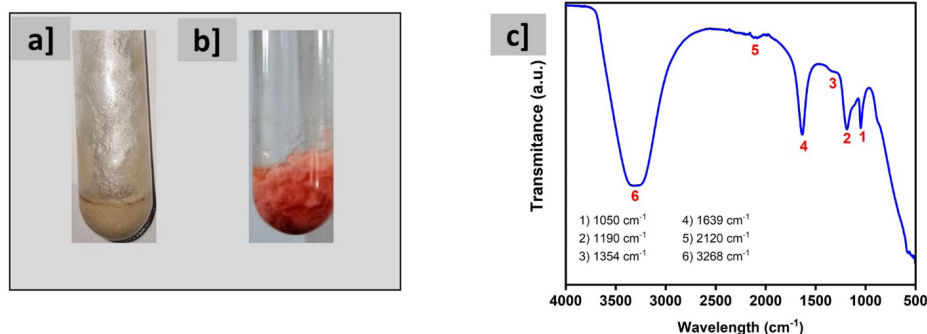 a]
b]
c]
Transmitance (a.u.)
5
3
4
2
1
6
1) 1050 cm-1 4) 1639 cm-1
2) 1190 cm-1 5) 2120 cm-1
3) 1354 cm-1 6) 3268 cm-1
4000 3500 3000 2500 2000 1500 1000 500
Wavelength (cm-1)